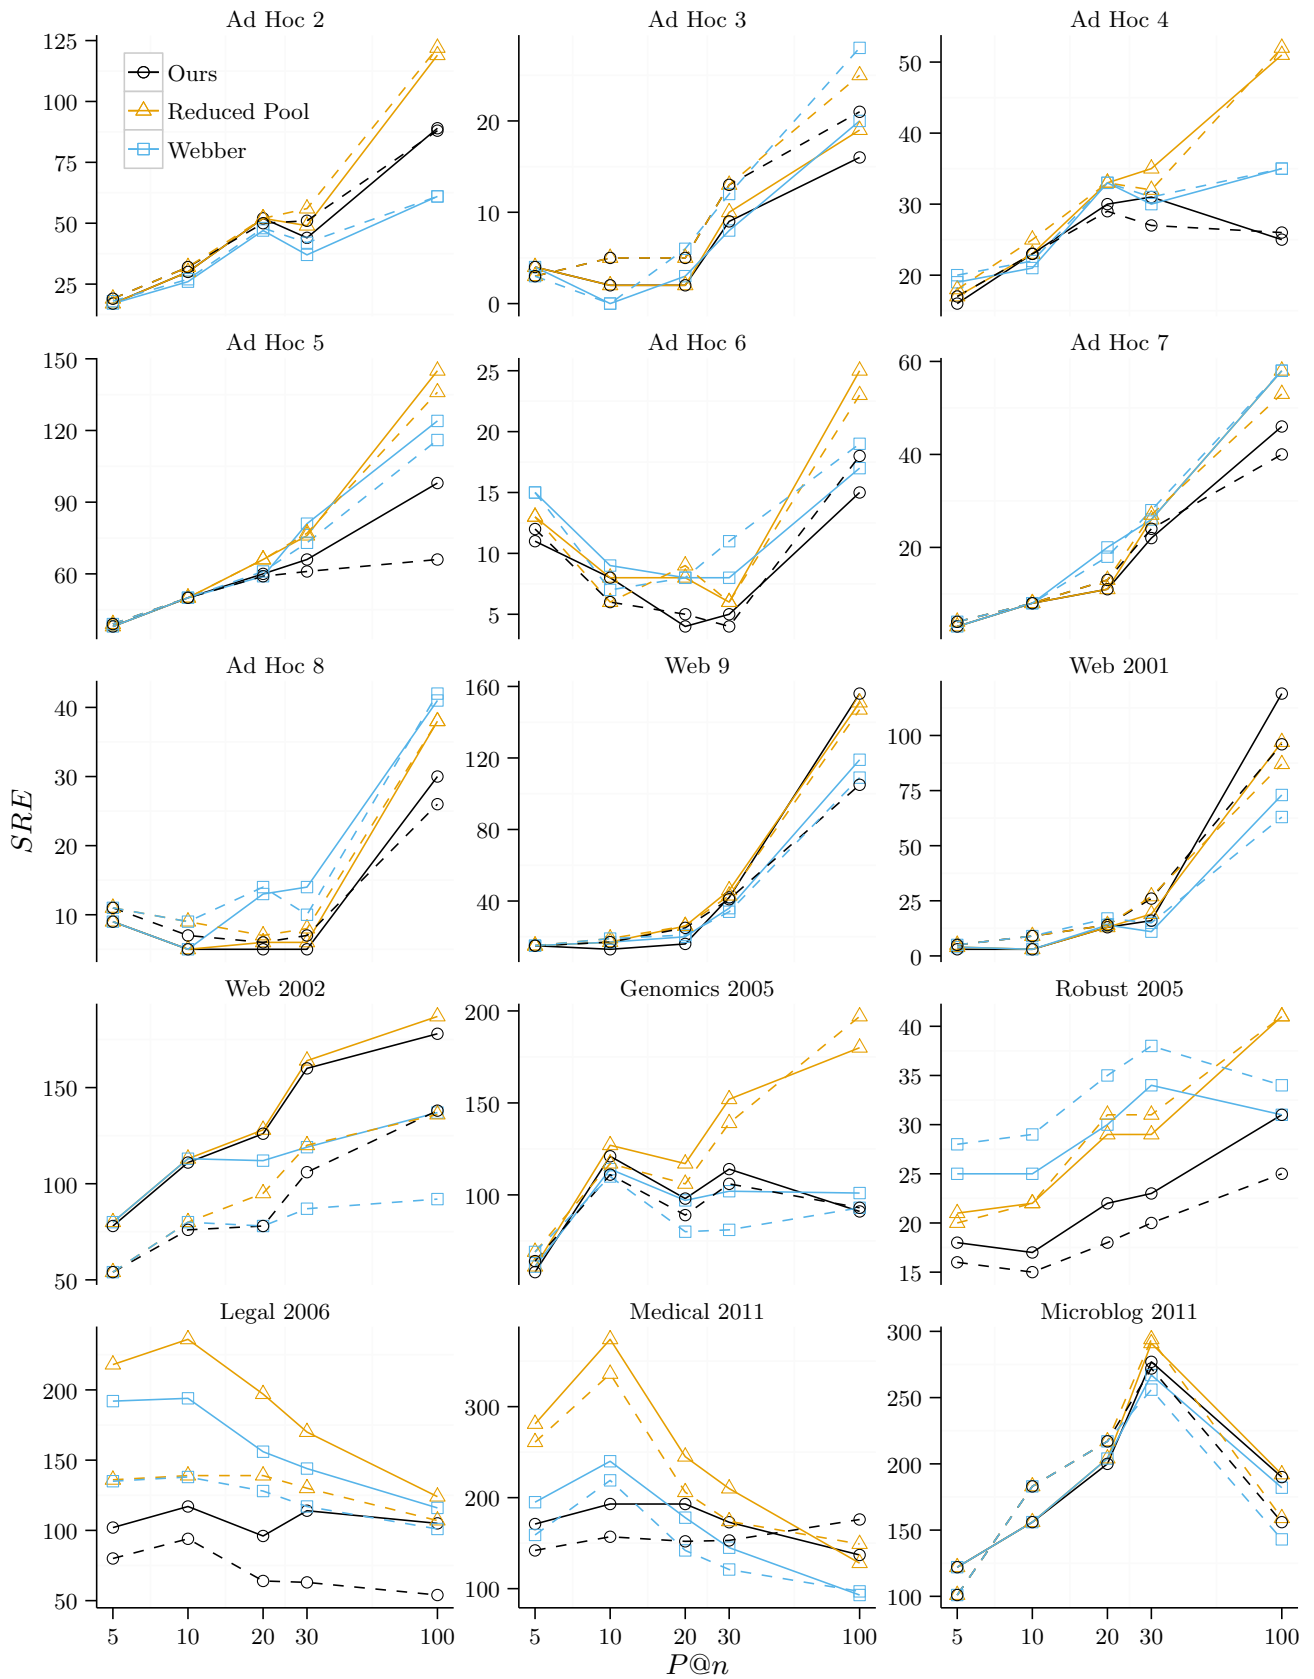 Ad Hoc 2
Ad Hoc 3
Ad Hoc 4
125
100
75
50
25
Ours
Reduced Pool
Webber
20
10
0
50
40
30
20
Ad Hoc 5
Ad Hoc 6
Ad Hoc 7
150
120
90
60
25
20
15
10
5
60
40
20
Ad Hoc 8
Web 9
Web 2001
40
30
20
10
160
120
80
40
100
75
50
25
0
SRE
Web 2002
Genomics 2005
Robust 2005
150
100
50
200
150
100
40
35
30
25
20
15
Legal 2006
Medical 2011
Microblog 2011
200
150
100
50
300
200
100
300
250
200
150
100
5 10 20 30 100
5 10 20 30 100
5 10 20 30 100
P@n